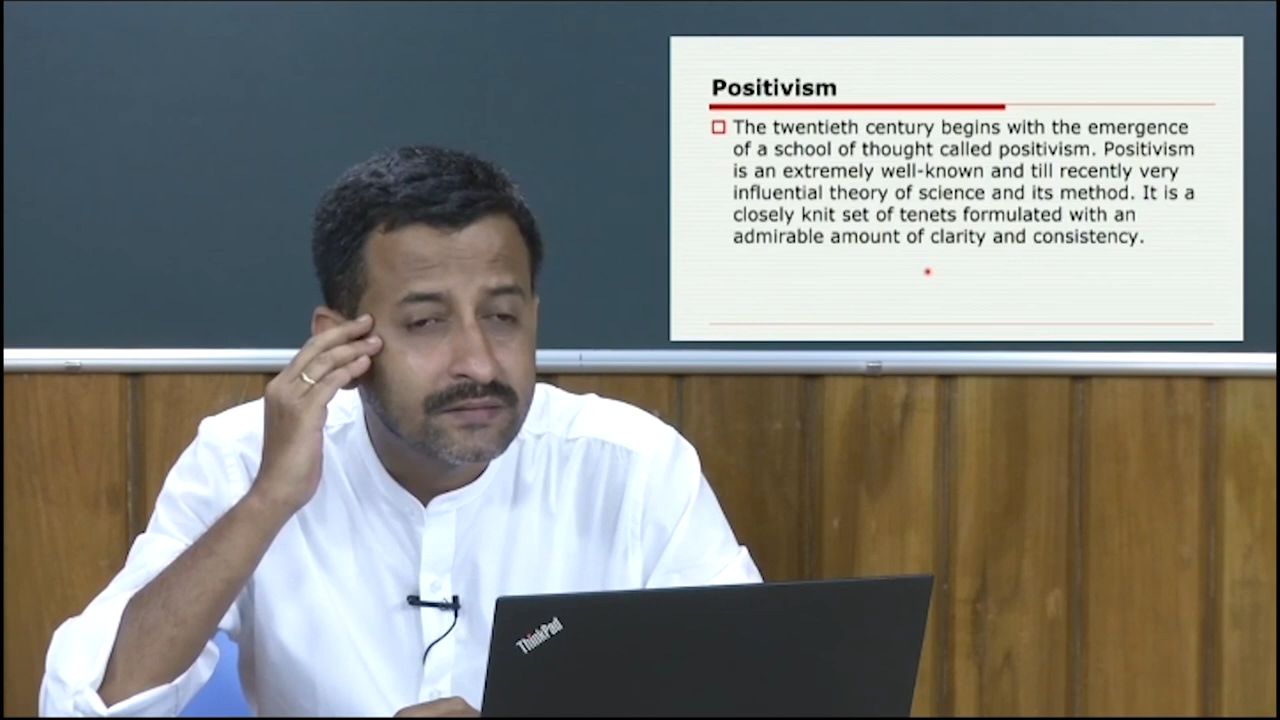 Positivism
The twentieth century begins with the emergence
of a school of thought called positivism. Positivism
is an extremely well-known and till recently very
influential theory of science and its method. It is a
closely knit set of tenets formulated with an
admirable amount of clarity and consistency.
ThinkPad